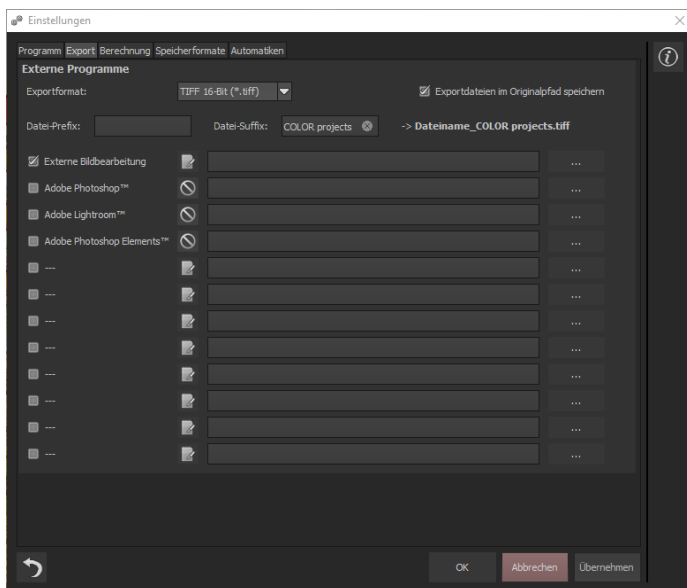 Einstellungen
Programm Export Berechnung Speicherformate Automatiken
Externe Programme
Exportformat: TIFF 16-Bit (*.tiff) Exportdateien im Originalpfad speichern
Datei-Prefix: Datei-Suffix: COLOR projects -> Dateiname_COLOR projects.tiff
Externe Bildbearbeitung ...
Adobe Photoshop™ ...
Adobe Lightroom™ ...
Adobe Photoshop Elements™ ...
--- ...
--- ...
--- ...
--- ...
--- ...
--- ...
--- ...
--- ...
OK Abbrechen Übernehmen